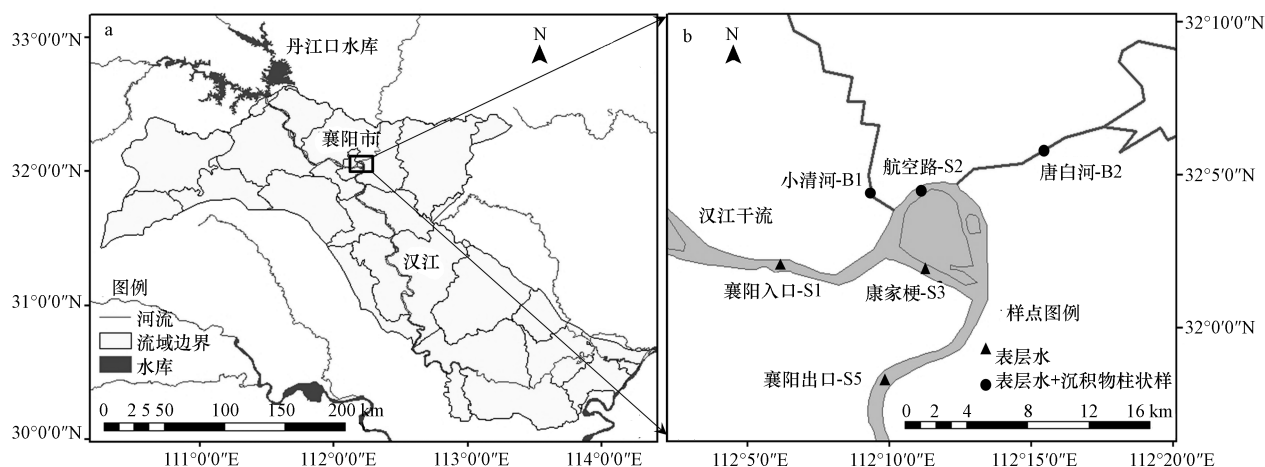 a
N
丹江口水库
襄阳市
汉江
图例
河流
流域边界
水库
0 2 5 50 100 150 200 km
33°0′0″N
32°0′0″N
31°0′0″N
30°0′0″N
111°0′0″E
112°0′0″E
113°0′0″E
114°0′0″E
b
N
小清河-B1
航空路-S2
唐白河-B2
汉江干流
襄阳入口-S1
康家梗-S3
襄阳出口-S5
样点图例
表层水
表层水+沉积物柱状样
0 2 4 8 12 16 km
32°10′0″N
32°5′0″N
32°0′0″N
112°5′0″E
112°10′0″E
112°15′0″E
112°20′0″E